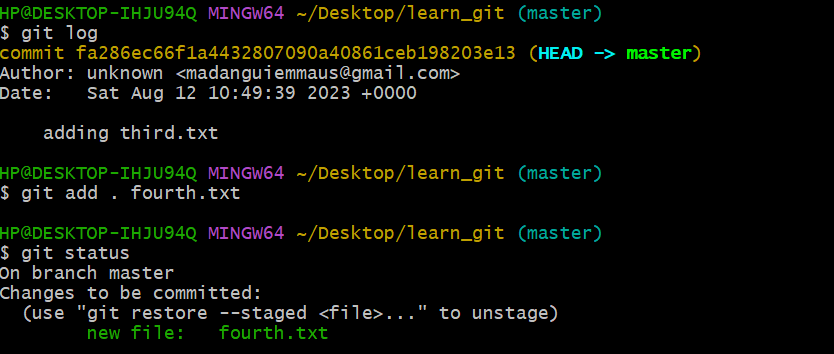 HP@DESKTOP-IHJU94Q MINGW64 ~/Desktop/learn_git (master)
$ git log
commit fa286ec66f1a4432807090a40861ceb198203e13 (HEAD -> master)
Author: unknown <madanguiemmaus@gmail.com>
Date:   Sat Aug 12 10:49:39 2023 +0000
    adding third.txt
HP@DESKTOP-IHJU94Q MINGW64 ~/Desktop/learn_git (master)
$ git add . fourth.txt
HP@DESKTOP-IHJU94Q MINGW64 ~/Desktop/learn_git (master)
$ git status
On branch master
Changes to be committed:
  (use "git restore --staged <file>..." to unstage)
        new file:   fourth.txt